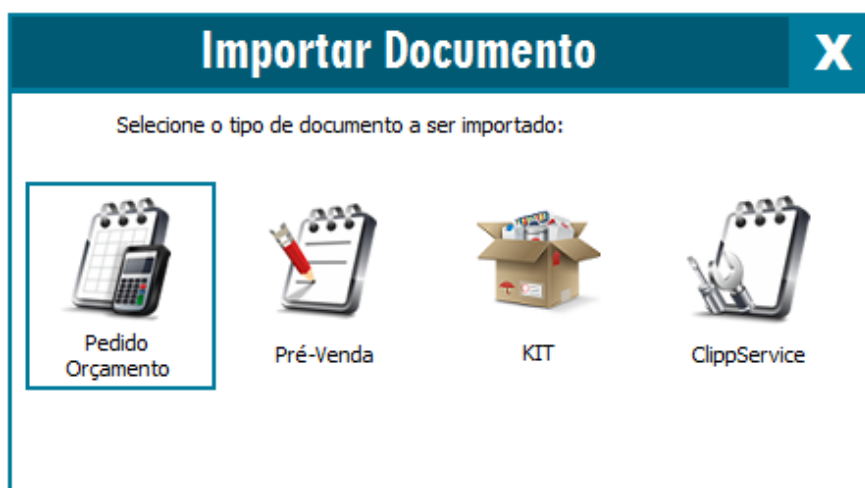 Importar Documento X
Selecione o tipo de documento a ser importado:
Pedido
Orçamento
Pré-Venda
KIT
ClippService